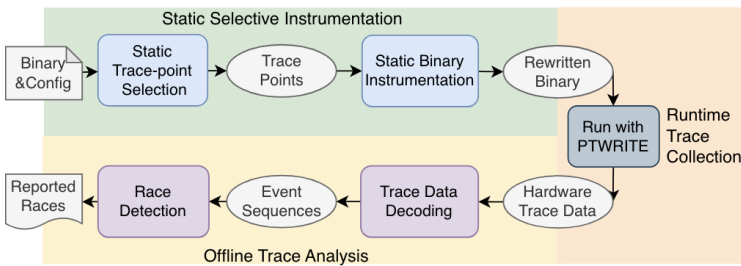 Static Selective Instrumentation
Binary
&Config
Static
Trace-point
Selection
Trace
Points
Static Binary
Instrumentation
Rewritten
Binary
Run with
PTWRITE
Runtime
Trace
Collection
Hardware
Trace Data
Trace Data
Decoding
Event
Sequences
Race
Detection
Reported
Races
Offline Trace Analysis